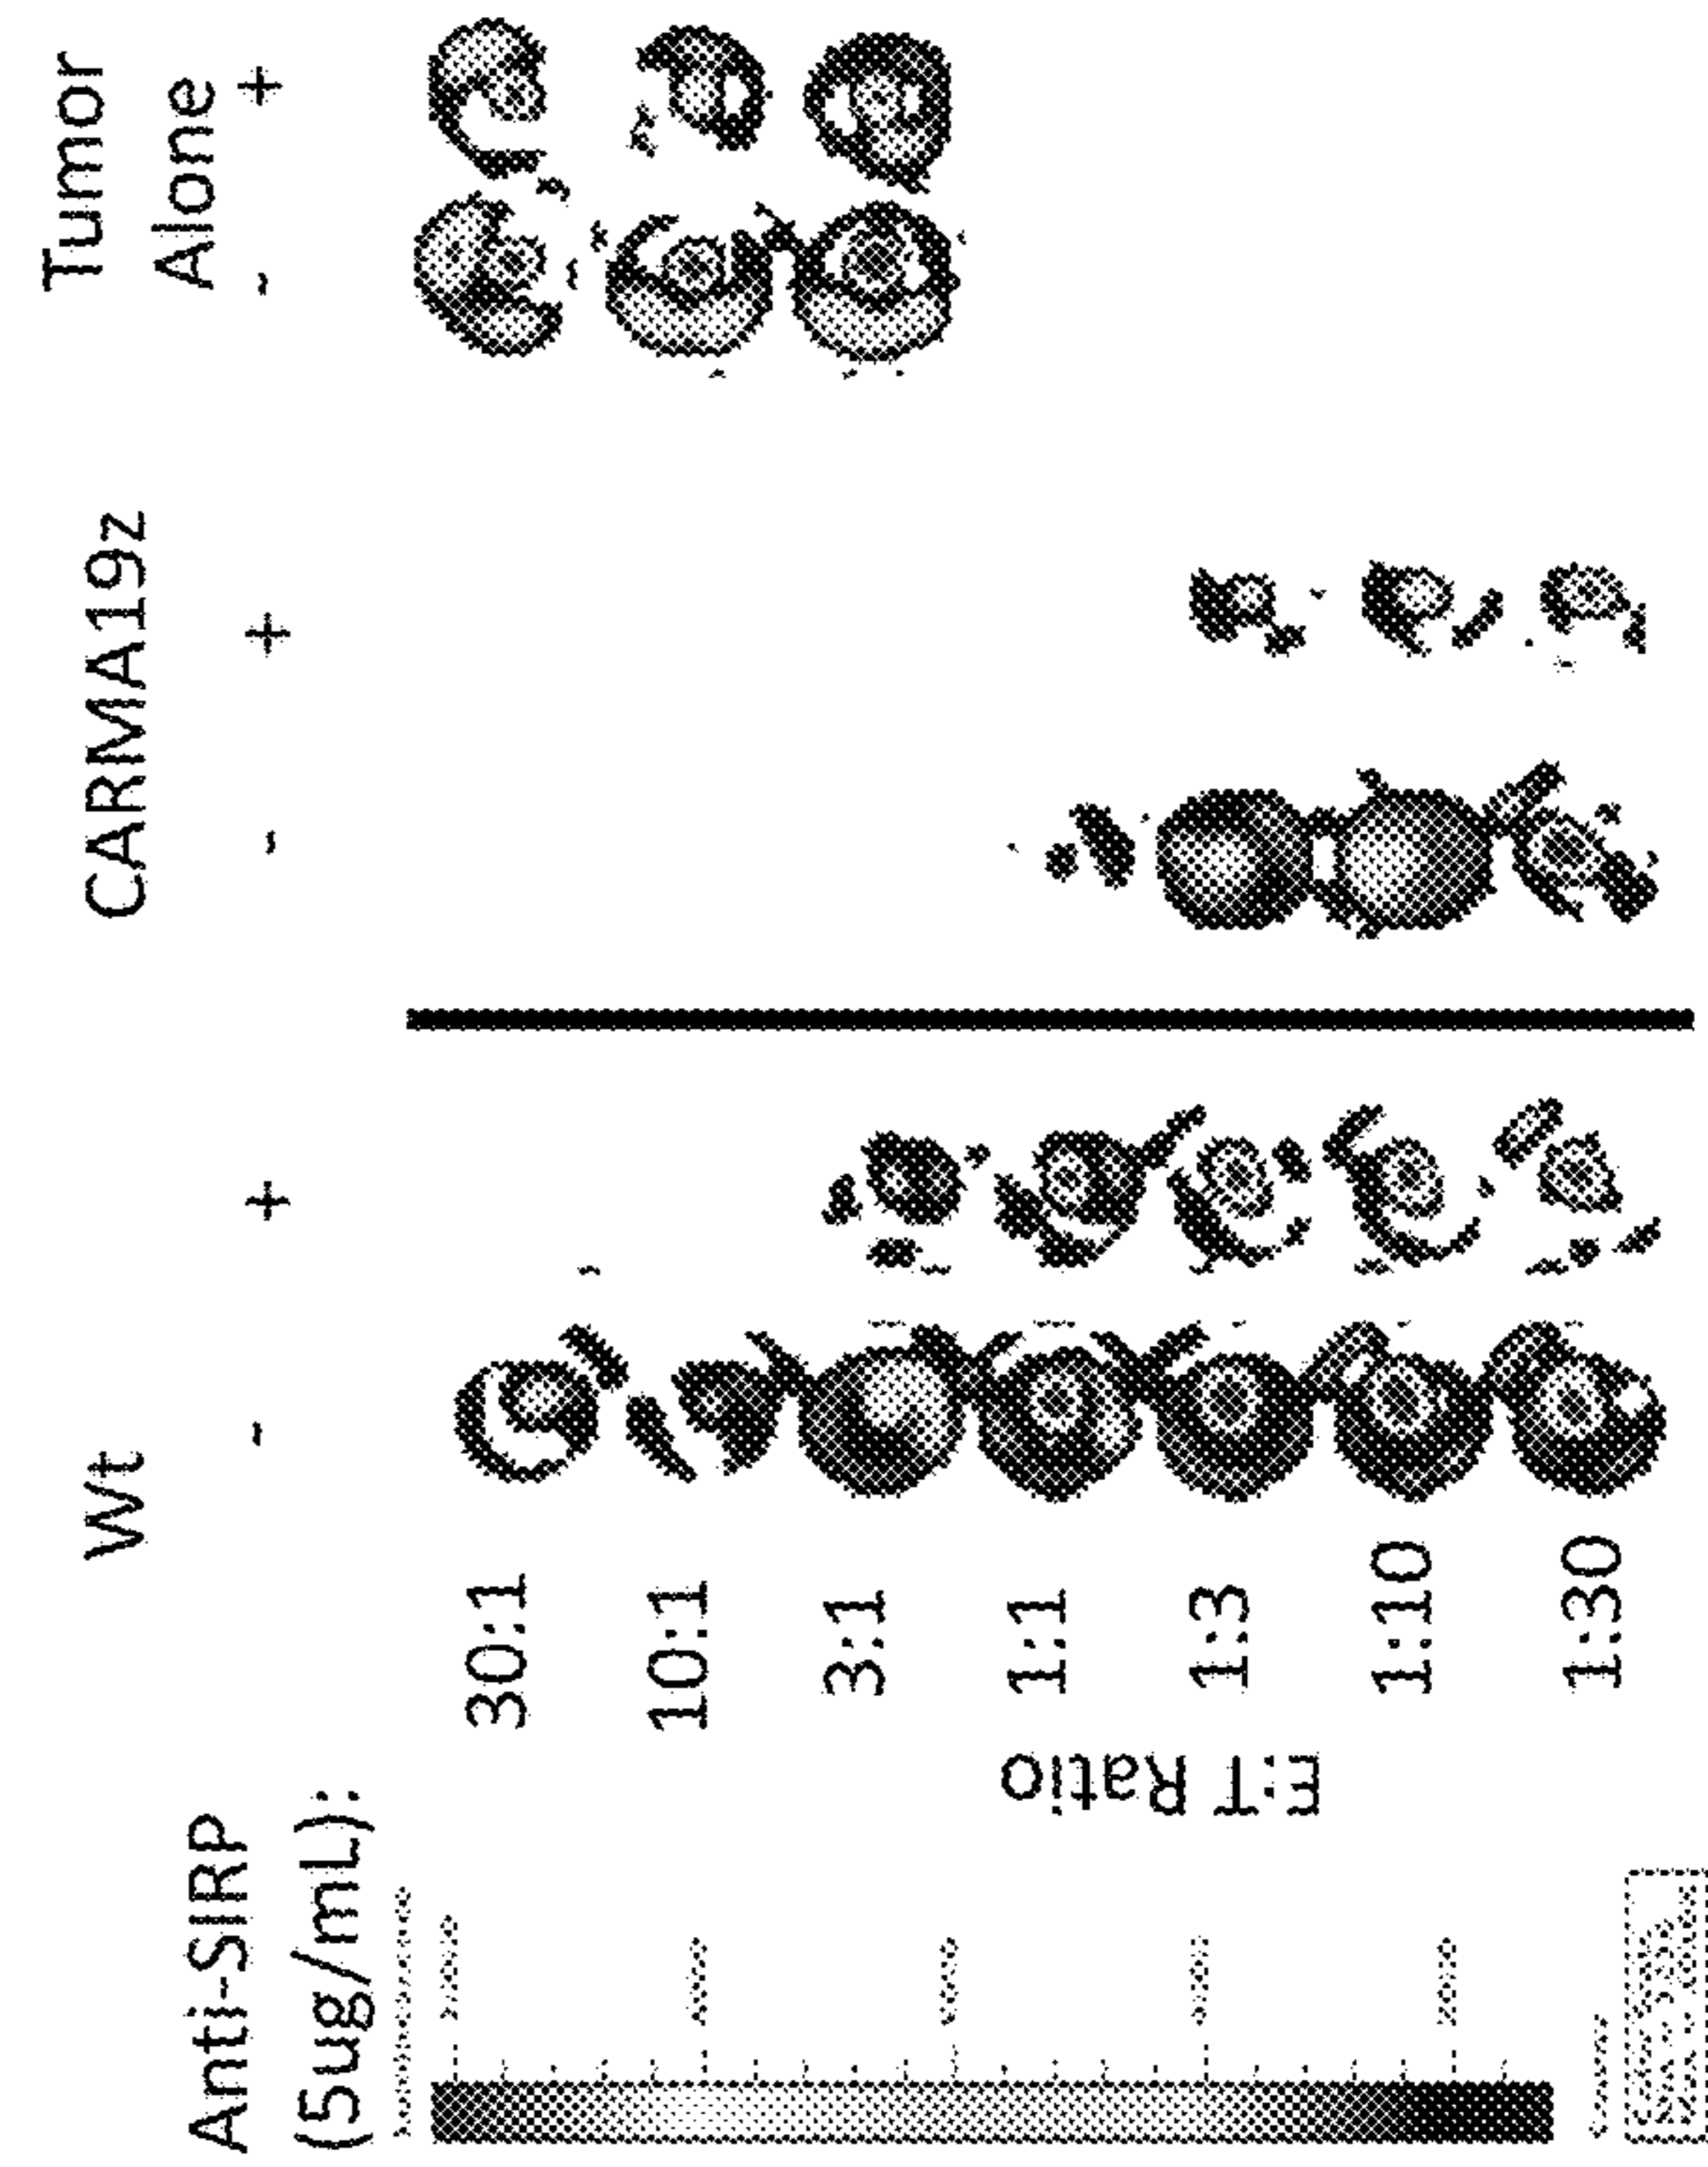 Tumor
Alone
CARMA19z
Wt
Anti-SIRP
(5ug/mL):
- + - + - +
30:1
10:1
3:1
1:1
1:3
1:10
1:30
E:T Ratio